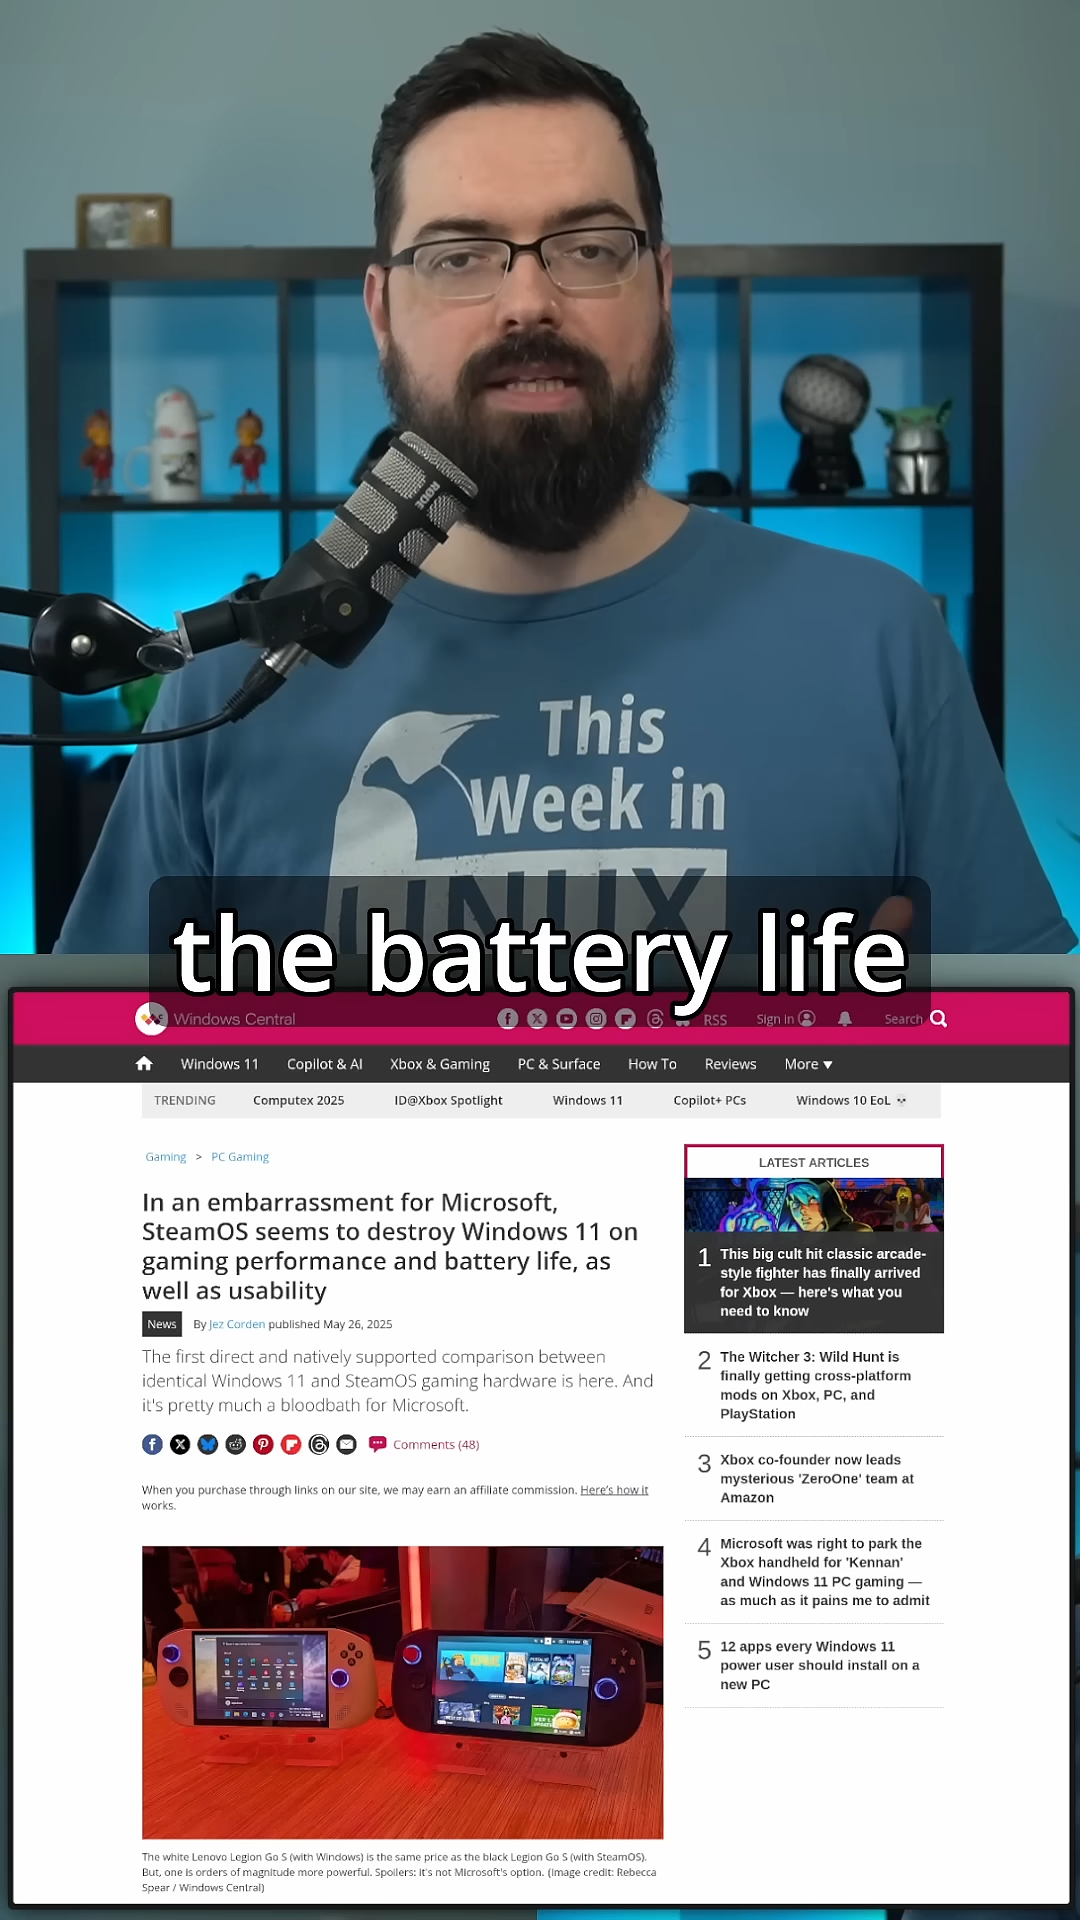 RØDE
This
Week in
LINUX
the battery life
Windows Central
RSS
Sign in
Search
Windows 11
Copilot & AI
Xbox & Gaming
PC & Surface
How To
Reviews
More ▼
TRENDING
Computex 2025
ID@Xbox Spotlight
Windows 11
Copilot+ PCs
Windows 10 EoL 💀
Gaming > PC Gaming
In an embarrassment for Microsoft,
SteamOS seems to destroy Windows 11 on
gaming performance and battery life, as
well as usability
News
By Jez Corden published May 26, 2025
The first direct and natively supported comparison between
identical Windows 11 and SteamOS gaming hardware is here. And
it's pretty much a bloodbath for Microsoft.
Comments (48)
When you purchase through links on our site, we may earn an affiliate commission. Here's how it
works.
The white Lenovo Legion Go S (with Windows) is the same price as the black Legion Go S (with SteamOS).
But, one is orders of magnitude more powerful. Spoilers: it's not Microsoft's option.
(Image credit: Rebecca
Spear / Windows Central)
LATEST ARTICLES
1 This big cult hit classic arcade-
style fighter has finally arrived
for Xbox — here's what you
need to know
2 The Witcher 3: Wild Hunt is
finally getting cross-platform
mods on Xbox, PC, and
PlayStation
3 Xbox co-founder now leads
mysterious 'ZeroOne' team at
Amazon
4 Microsoft was right to park the
Xbox handheld for 'Kennan'
and Windows 11 PC gaming —
as much as it pains me to admit
5 12 apps every Windows 11
power user should install on a
new PC